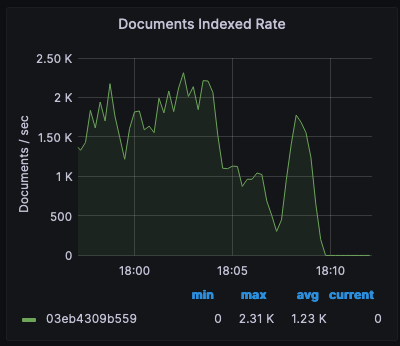 Documents Indexed Rate
Documents / sec
2.50 K
2 K
1.50 K
1 K
500
0
18:00 18:05 18:10
min max avg current
03eb4309b559 0 2.31 K 1.23 K 0